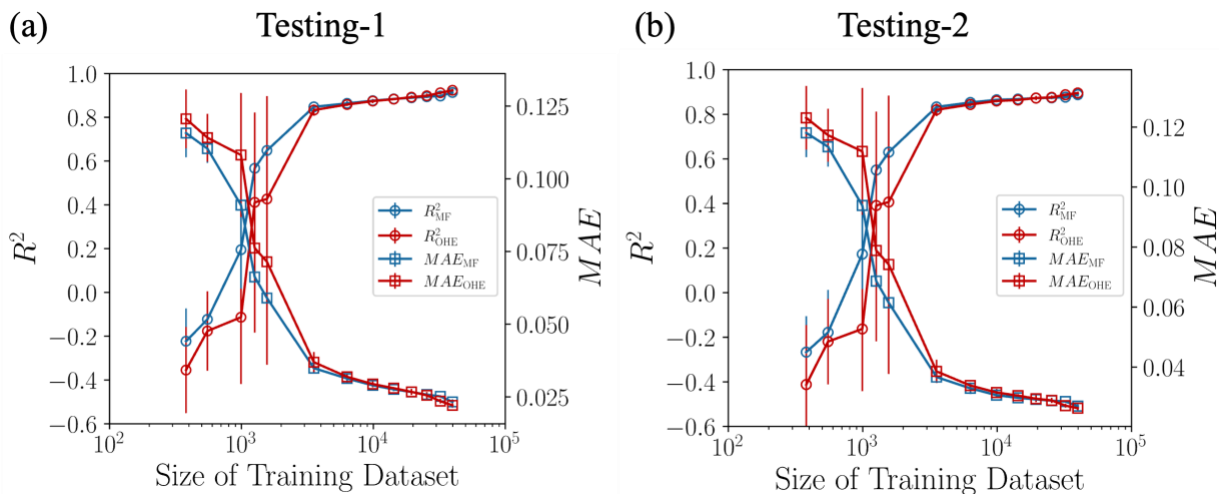 (a) Testing-1
1.0
0.8
0.6
0.4
0.2
0.0
−0.2
−0.4
−0.6
R²
0.125
0.100
0.075
0.050
0.025
MAE
R²MF
R²OHE
MAEMF
MAEOHE
10² 10³ 10⁴ 10⁵
Size of Training Dataset
(b) Testing-2
1.0
0.8
0.6
0.4
0.2
0.0
−0.2
−0.4
−0.6
R²
0.12
0.10
0.08
0.06
0.04
MAE
R²MF
R²OHE
MAEMF
MAEOHE
10² 10³ 10⁴ 10⁵
Size of Training Dataset